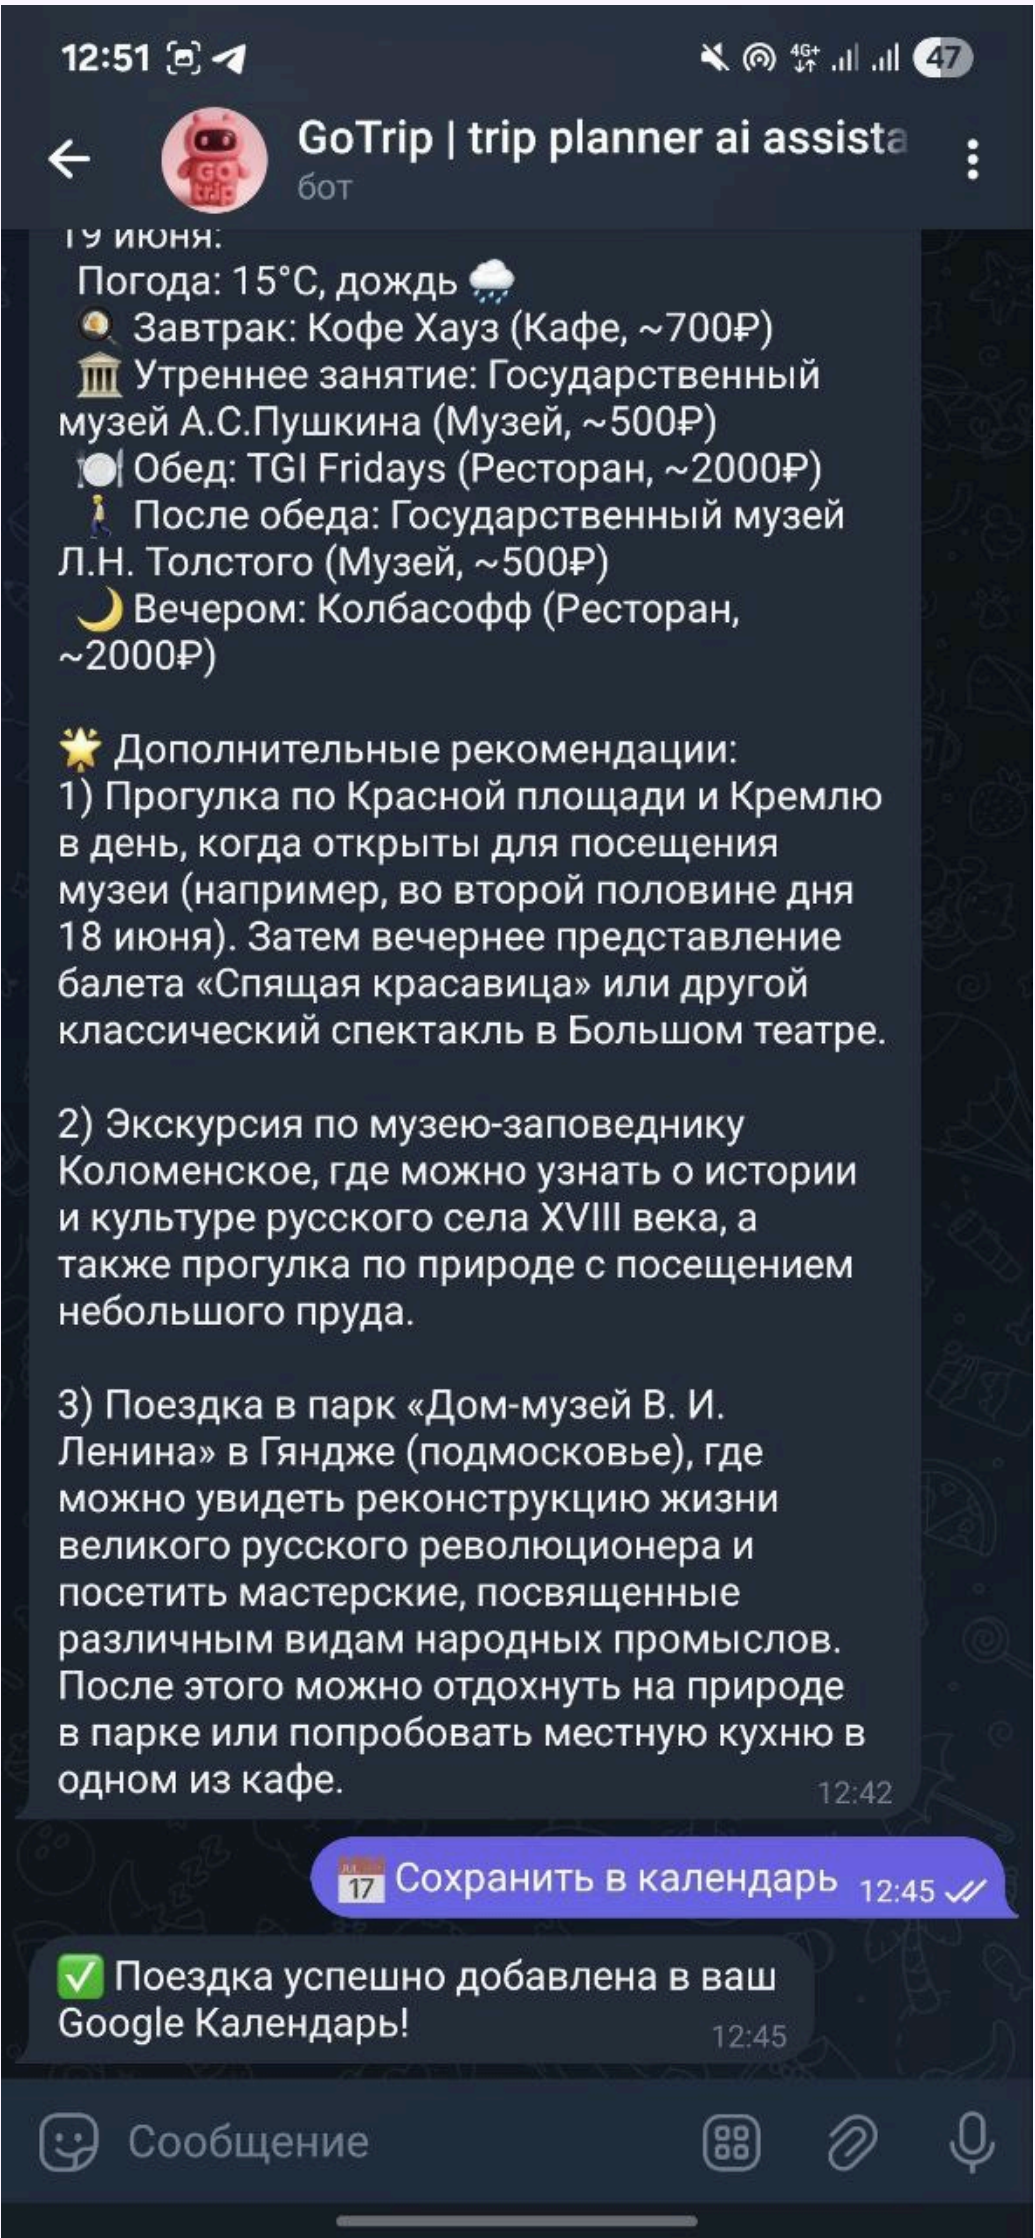 12:51
4G+
47
GoTrip | trip planner ai assista
бот
GO
trip
19 июня:
Погода: 15°C, дождь 🌧
🍳 Завтрак: Кофе Хауз (Кафе, ~700₽)
🏛 Утреннее занятие: Государственный
музей А.С.Пушкина (Музей, ~500₽)
🍽 Обед: TGI Fridays (Ресторан, ~2000₽)
🚶 После обеда: Государственный музей
Л.Н. Толстого (Музей, ~500₽)
🌙 Вечером: Колбасофф (Ресторан,
~2000₽)
🌟 Дополнительные рекомендации:
1) Прогулка по Красной площади и Кремлю
в день, когда открыты для посещения
музеи (например, во второй половине дня
18 июня). Затем вечернее представление
балета «Спящая красавица» или другой
классический спектакль в Большом театре.
2) Экскурсия по музею-заповеднику
Коломенское, где можно узнать о истории
и культуре русского села XVIII века, а
также прогулка по природе с посещением
небольшого пруда.
3) Поездка в парк «Дом-музей В. И.
Ленина» в Гяндже (подмосковье), где
можно увидеть реконструкцию жизни
великого русского революционера и
посетить мастерские, посвященные
различным видам народных промыслов.
После этого можно отдохнуть на природе
в парке или попробовать местную кухню в
одном из кафе.
12:42
📅 Сохранить в календарь 12:45
✅ Поездка успешно добавлена в ваш
Google Календарь!
12:45
Сообщение